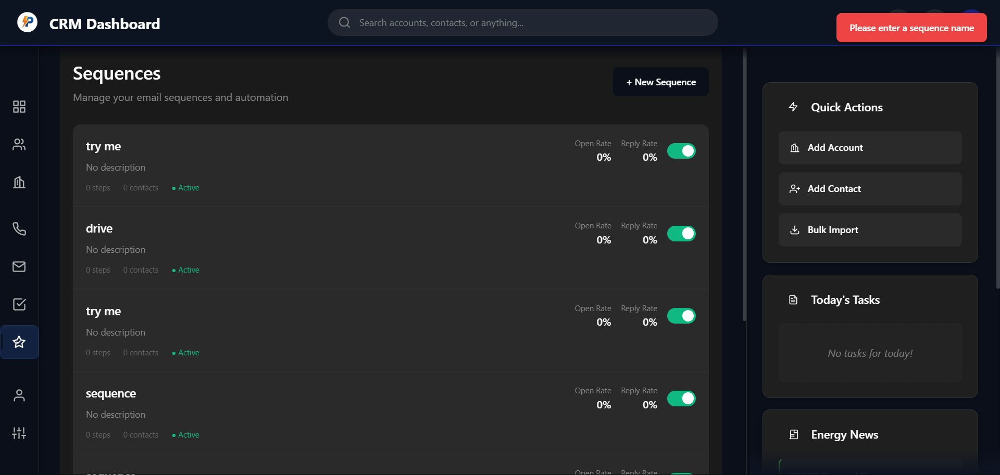 CRM Dashboard
Search accounts, contacts, or anything...
Please enter a sequence name
Sequences
Manage your email sequences and automation
+ New Sequence
try me
No description
0 steps 0 contacts ● Active
Open Rate Reply Rate
0% 0%
drive
No description
0 steps 0 contacts ● Active
Open Rate Reply Rate
0% 0%
try me
No description
0 steps 0 contacts ● Active
Open Rate Reply Rate
0% 0%
sequence
No description
0 steps 0 contacts ● Active
Open Rate Reply Rate
0% 0%
sequence
Open Rate Reply Rate
Quick Actions
Add Account
Add Contact
Bulk Import
Today's Tasks
No tasks for today!
Energy News